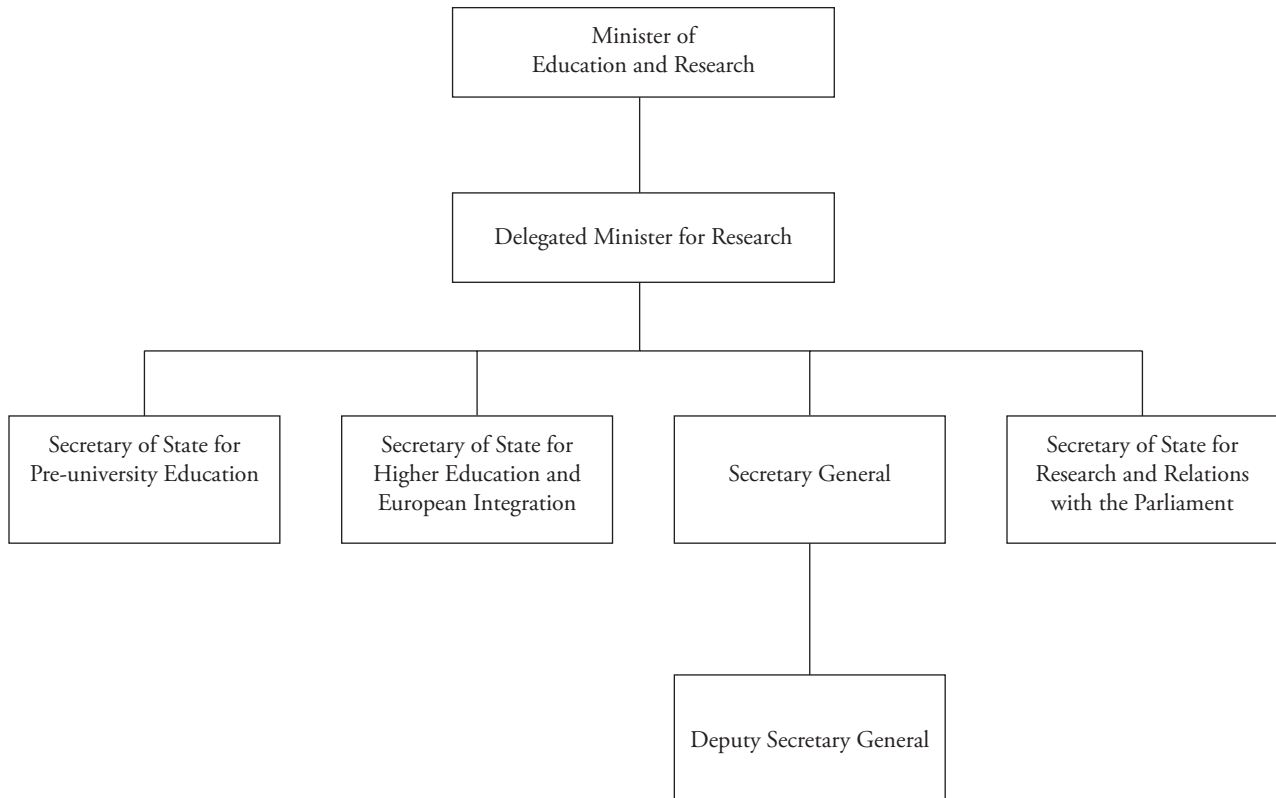 Minister of
Education and Research
Delegated Minister for Research
Secretary of State for
Pre-university Education
Secretary of State for
Higher Education and
European Integration
Secretary General
Secretary of State for
Research and Relations
with the Parliament
Deputy Secretary General